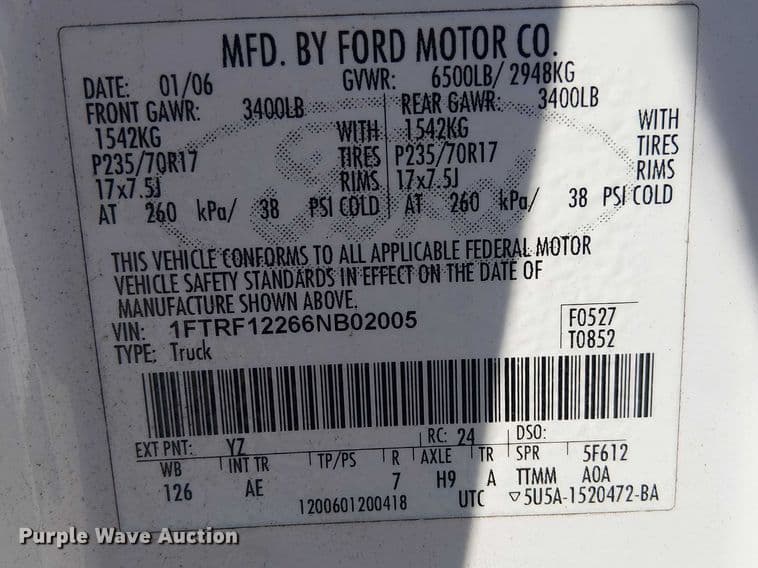 MFD. BY FORD MOTOR CO.
DATE: 01/06 GVWR: 6500LB/ 2948KG
FRONT GAWR: 3400LB REAR GAWR: 3400LB
1542KG WITH 1542KG WITH
P235/70R17 TIRES P235/70R17 TIRES
17x7.5J RIMS 17x7.5J RIMS
AT 260 kPa/ 38 PSI COLD AT 260 kPa/ 38 PSI COLD
THIS VEHICLE CONFORMS TO ALL APPLICABLE FEDERAL MOTOR
VEHICLE SAFETY STANDARDS IN EFFECT ON THE DATE OF
MANUFACTURE SHOWN ABOVE.
VIN: 1FTRF12266NB02005 F0527
TYPE: Truck T0852
EXT PNT: YZ RC: 24 DSO:
WB INT TR TP/PS R AXLE TR SPR 5F612
126 AE 7 H9 A TTMM AOA
1200601200418 UTC ▽5U5A-1520472-BA
Purple Wave Auction